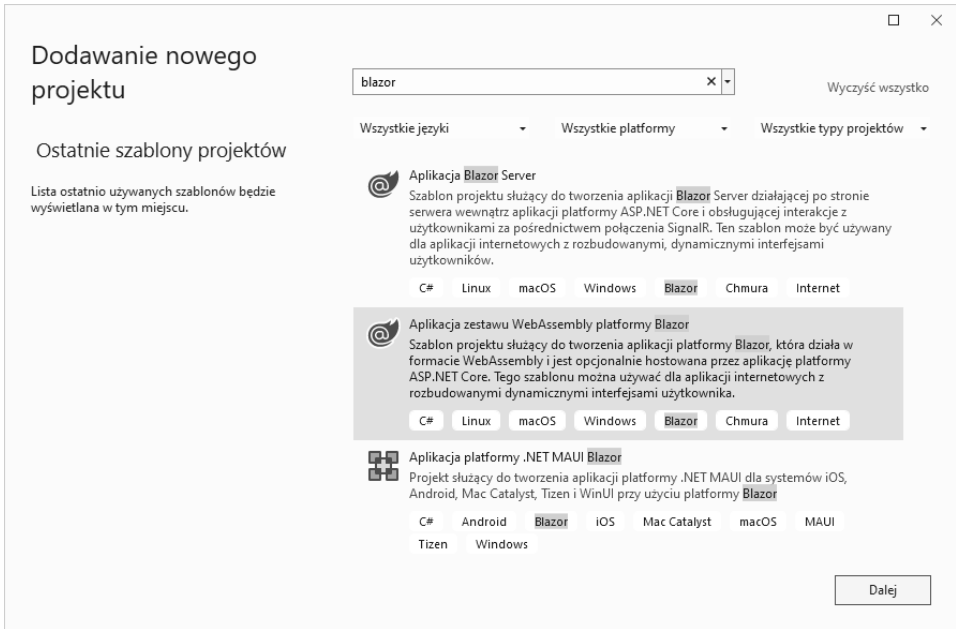 Dodawanie nowego
projektu
Ostatnie szablony projektów
Lista ostatnio używanych szablonów będzie
wyświetlana w tym miejscu.
blazor
Wyczyść wszystko
Wszystkie języki Wszystkie platformy Wszystkie typy projektów
Aplikacja Blazor Server
Szablon projektu służący do tworzenia aplikacji Blazor Server działającej po stronie
serwera wewnątrz aplikacji platformy ASP.NET Core i obsługującej interakcje z
użytkownikami za pośrednictwem połączenia SignalR. Ten szablon może być używany
dla aplikacji internetowych z rozbudowanymi, dynamicznymi interfejsami
użytkowników.
C# Linux macOS Windows Blazor Chmura Internet
Aplikacja zestawu WebAssembly platformy Blazor
Szablon projektu służący do tworzenia aplikacji platformy Blazor, która działa w
formacie WebAssembly i jest opcjonalnie hostowana przez aplikację platformy
ASP.NET Core. Tego szablonu można używać dla aplikacji internetowych z
rozbudowanymi dynamicznymi interfejsami użytkownika.
C# Linux macOS Windows Blazor Chmura Internet
Aplikacja platformy .NET MAUI Blazor
Projekt służący do tworzenia aplikacji platformy .NET MAUI dla systemów iOS,
Android, Mac Catalyst, Tizen i WinUI przy użyciu platformy Blazor
C# Android Blazor iOS Mac Catalyst macOS MAUI
Tizen Windows
Dalej